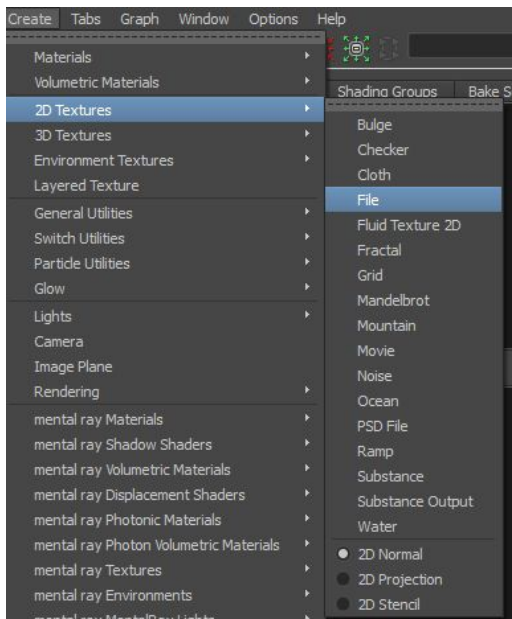 Create Tabs Graph Window Options Help
Materials
Volumetric Materials
2D Textures
3D Textures
Environment Textures
Layered Texture
General Utilities
Switch Utilities
Particle Utilities
Glow
Lights
Camera
Image Plane
Rendering
mental ray Materials
mental ray Shadow Shaders
mental ray Volumetric Materials
mental ray Displacement Shaders
mental ray Photonic Materials
mental ray Photon Volumetric Materials
mental ray Textures
mental ray Environments
mental ray MentalRay Lights
Shading Groups Bake S
Bulge
Checker
Cloth
File
Fluid Texture 2D
Fractal
Grid
Mandelbrot
Mountain
Movie
Noise
Ocean
PSD File
Ramp
Substance
Substance Output
Water
2D Normal
2D Projection
2D Stencil